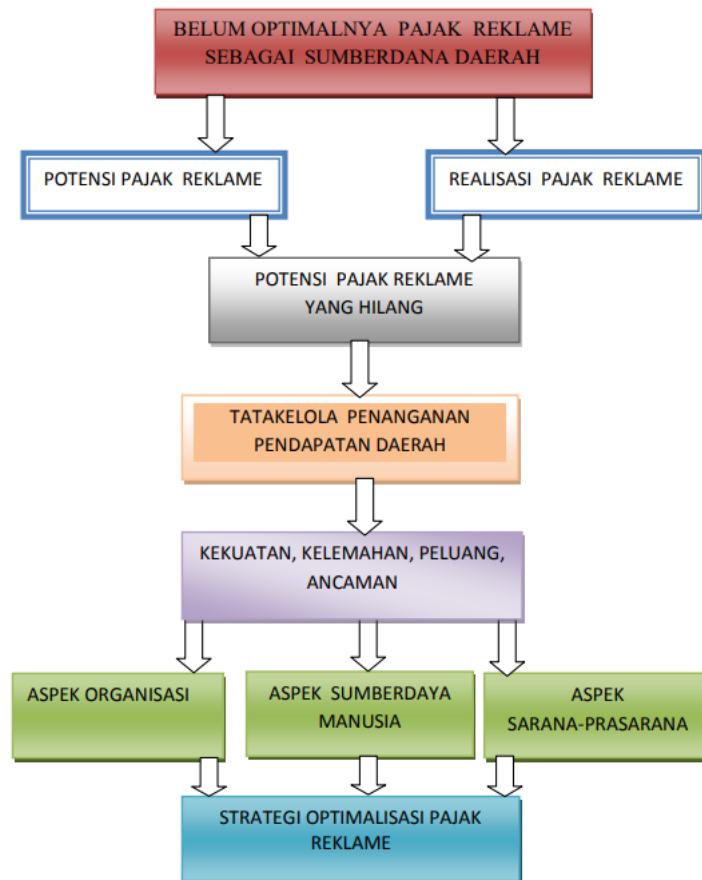 BELUM OPTIMALNYA PAJAK REKLAME
SEBAGAI SUMBERDANA DAERAH
POTENSI PAJAK REKLAME
REALISASI PAJAK REKLAME
POTENSI PAJAK REKLAME
YANG HILANG
TATAKELOLA PENANGANAN
PENDAPATAN DAERAH
KEKUATAN, KELEMAHAN, PELUANG,
ANCAMAN
ASPEK ORGANISASI
ASPEK SUMBERDAYA
MANUSIA
ASPEK
SARANA-PRASARANA
STRATEGI OPTIMALISASI PAJAK
REKLAME